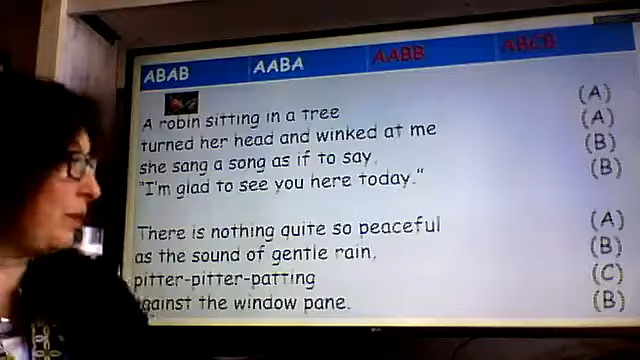 ABAB AABA AABB ABCB
A robin sitting in a tree (A)
turned her head and winked at me (A)
she sang a song as if to say, (B)
"I'm glad to see you here today." (B)
There is nothing quite so peaceful (A)
as the sound of gentle rain, (B)
pitter-pitter-patting (C)
against the window pane. (B)